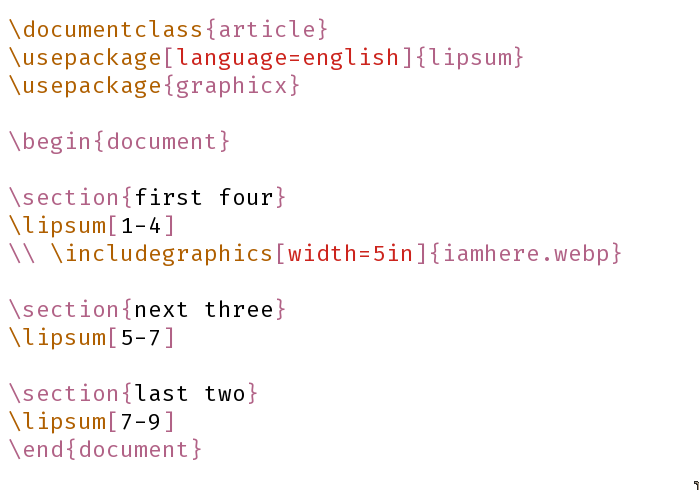 \documentclass{article}
\usepackage[language=english]{lipsum}
\usepackage{graphicx}
\begin{document}
\section{first four}
\lipsum[1-4]
\\ \includegraphics[width=5in]{iamhere.webp}
\section{next three}
\lipsum[5-7]
\section{last two}
\lipsum[7-9]
\end{document}